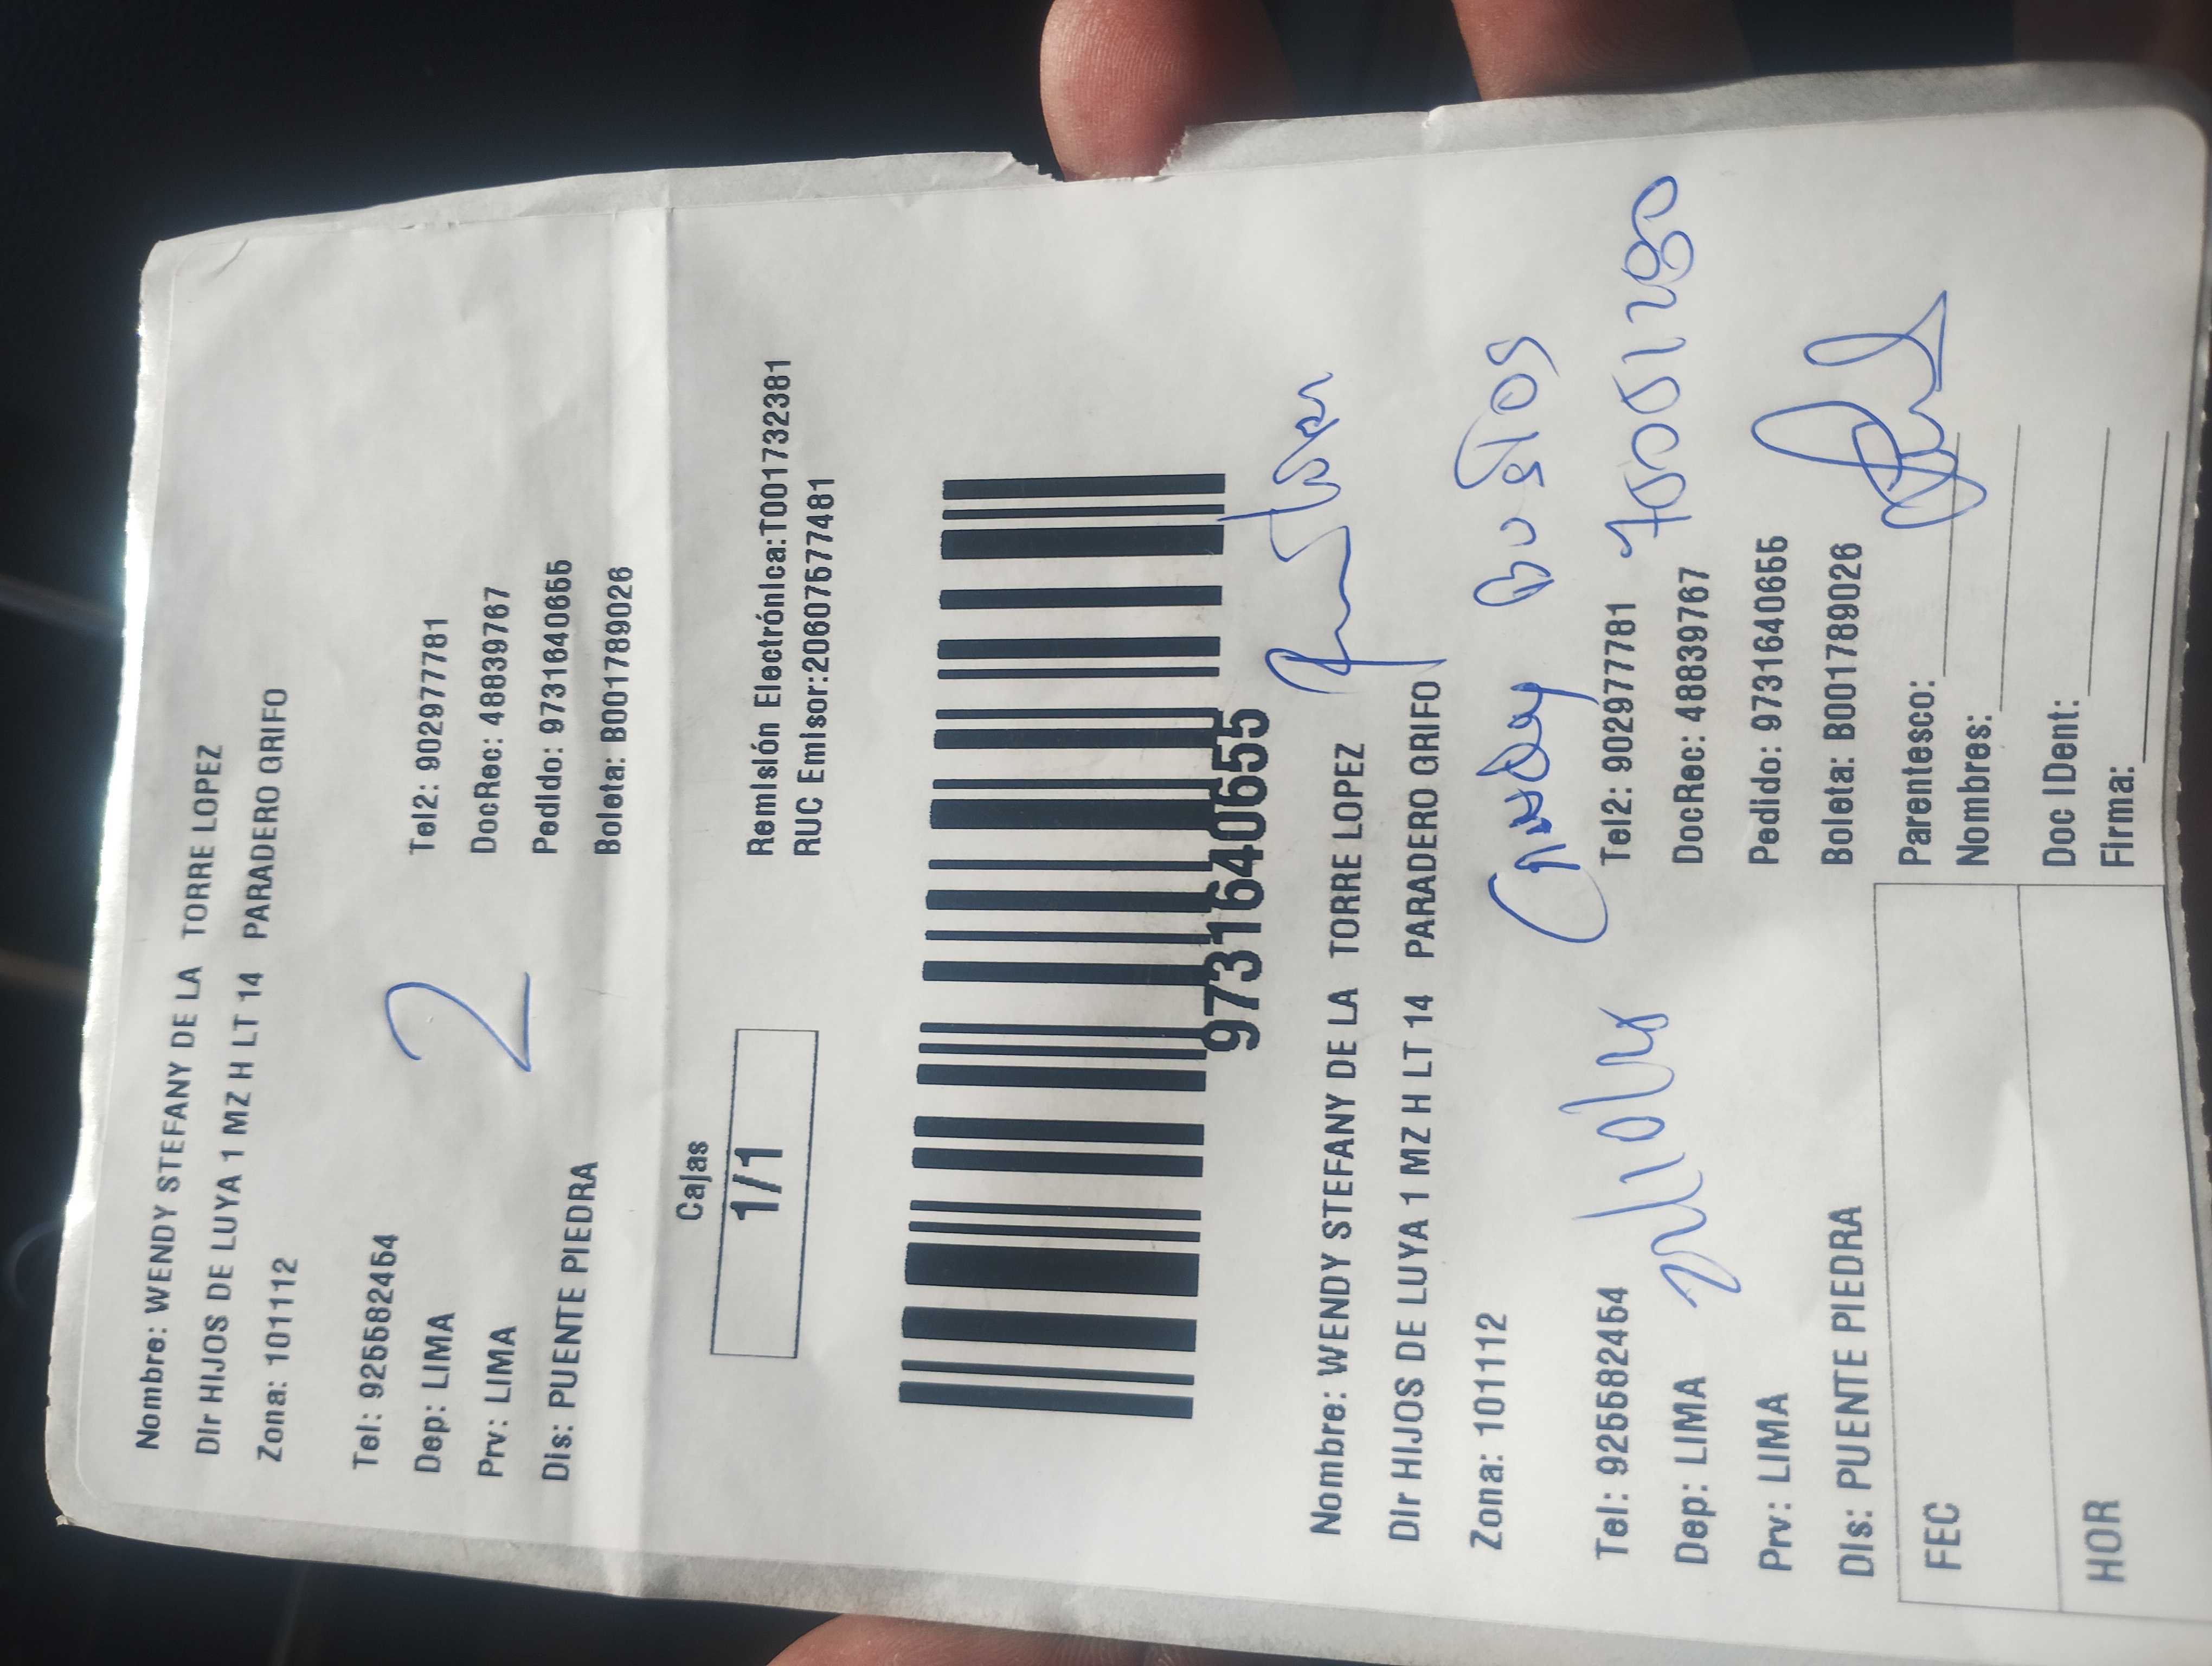 Nombre: WENDY STEFANY DE LA TORRE LOPEZ
Dir HIJOS DE LUYA 1 MZ H LT 14 PARADERO GRIFO
Zona: 101112
Tel: 925582454 Tel2: 902977781
Dep: LIMA 2 DocRec: 48839767
Prv: LIMA Pedido: 9731640655
Dis: PUENTE PIEDRA Boleta: B001789026
Cajas
1/1
Remisión Electrónica:T001732381
RUC Emisor:20607577481
9731640655
Nombre: WENDY STEFANY DE LA TORRE LOPEZ
Dir HIJOS DE LUYA 1 MZ H LT 14 PARADERO GRIFO
Zona: 101112
Bustios
Tel: 925582454 Tel2: 902977781
70051280
Dep: LIMA DocRec: 48839767
Prv: LIMA Pedido: 9731640655
Dis: PUENTE PIEDRA Boleta: B001789026
FEC Parentesco:
Nombres:
HOR Doc IDent:
Firma: